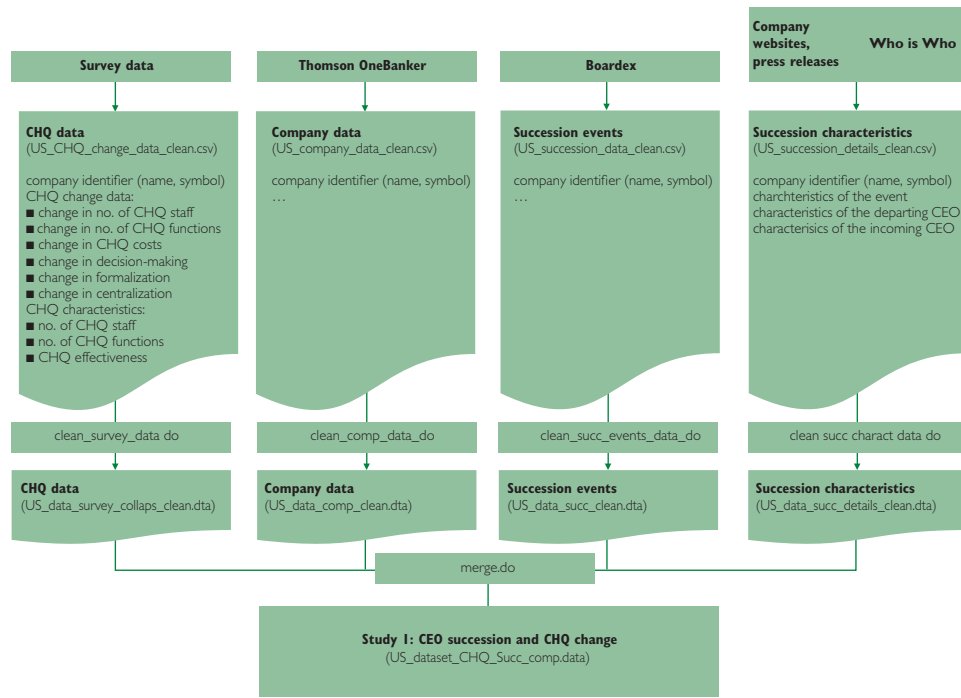 Survey data
Thomson OneBanker
Boardex
Company
websites,
press releases
Who is Who
CHQ data
(US_CHQ_change_data_clean.csv)
company identifier (name, symbol)
CHQ change data:
■ change in no. of CHQ staff
■ change in no. of CHQ functions
■ change in CHQ costs
■ change in decision-making
■ change in formalization
■ change in centralization
CHQ characteristics:
■ no. of CHQ staff
■ no. of CHQ functions
■ CHQ effectiveness
Company data
(US_company_data_clean.csv)
company identifier (name, symbol)
…
Succession events
(US_succession_data_clean.csv)
company identifier (name, symbol)
…
Succession characteristics
(US_succession_details_clean.csv)
company identifier (name, symbol)
charchteristics of the event
characteristics of the departing CEO
characterisics of the incoming CEO
clean_survey_data do
clean_comp_data_do
clean_succ_events_data_do
clean succ charact data do
CHQ data
(US_data_survey_collaps_clean.dta)
Company data
(US_data_comp_clean.dta)
Succession events
(US_data_succ_clean.dta)
Succession characteristics
(US_data_succ_details_clean.dta)
merge.do
Study 1: CEO succession and CHQ change
(US_dataset_CHQ_Succ_comp.data)